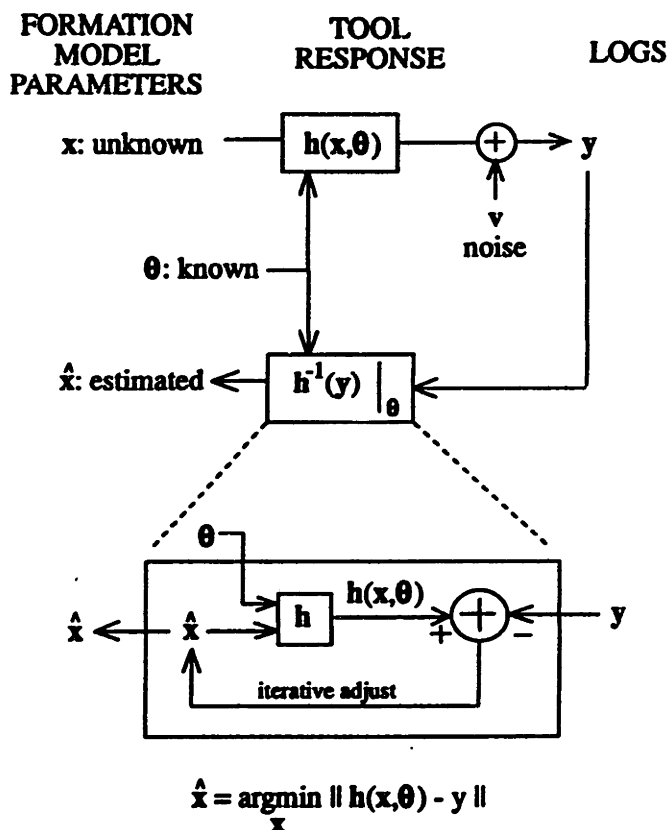 FORMATION MODEL PARAMETERS
TOOL RESPONSE
LOGS
x: unknown
h(x,θ)
+
y
v
noise
θ: known
x̂: estimated
h⁻¹(y) |θ
θ
x̂
x̂
h
h(x,θ)
+
+
−
y
iterative adjust
x̂ = argmin || h(x,θ) - y ||
x